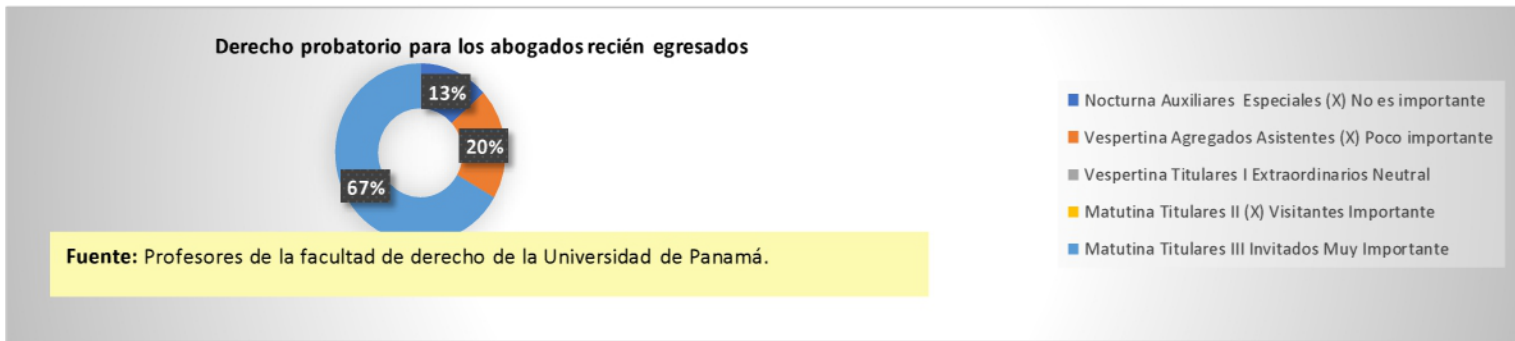 Derecho probatorio para los abogados recién egresados
13%
20%
67%
Nocturna Auxiliares Especiales (X) No es importante
Vespertina Agregados Asistentes (X) Poco importante
Vespertina Titulares I Extraordinarios Neutral
Matutina Titulares II (X) Visitantes Importante
Matutina Titulares III Invitados Muy Importante
Fuente: Profesores de la facultad de derecho de la Universidad de Panamá.